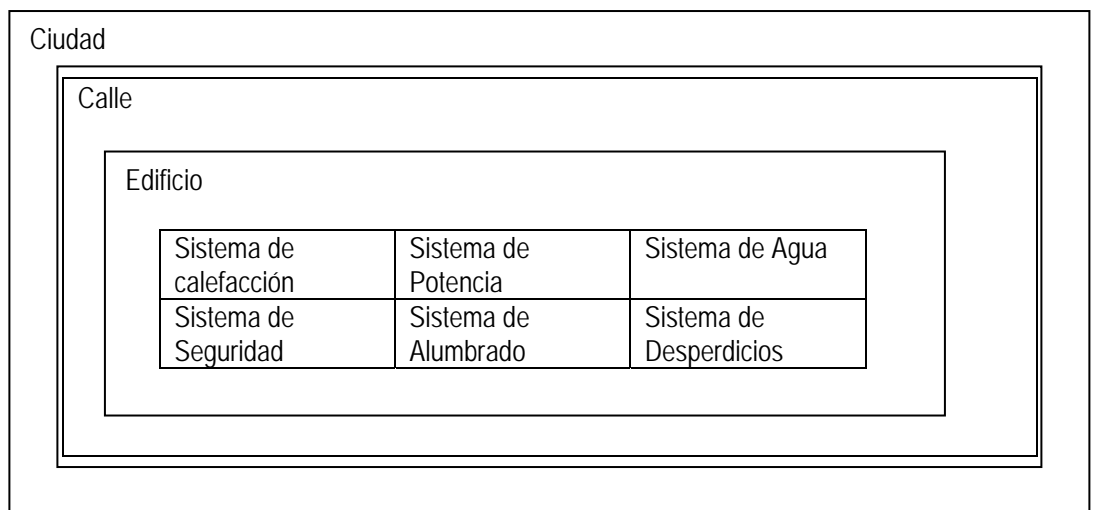 Ciudad
Calle
Edificio
Sistema de
calefacción
Sistema de
Potencia
Sistema de Agua
Sistema de
Seguridad
Sistema de
Alumbrado
Sistema de
Desperdicios